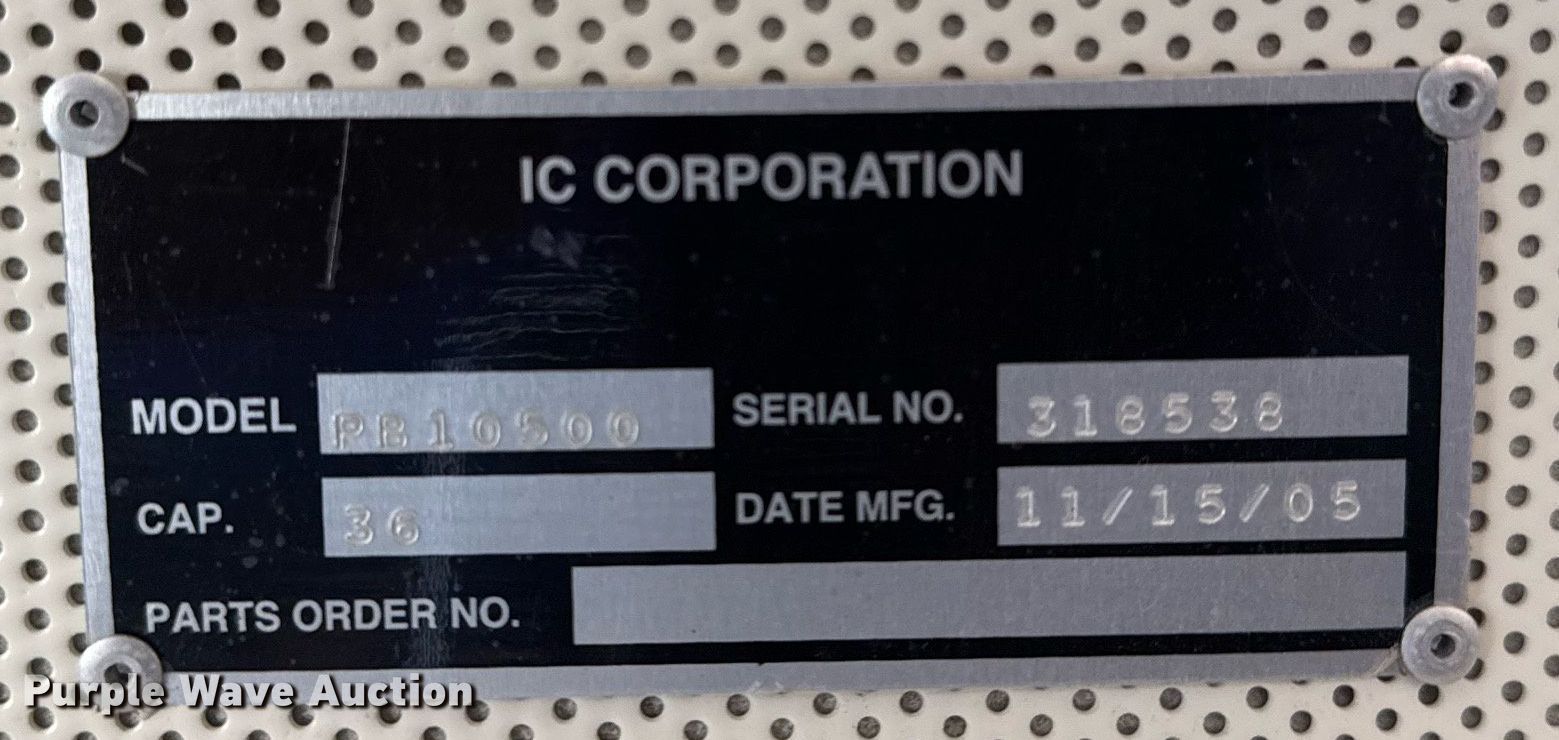 IC CORPORATION
MODEL PB10500 SERIAL NO. 318538
CAP. 36 DATE MFG. 11/15/05
PARTS ORDER NO.
Purple Wave Auction